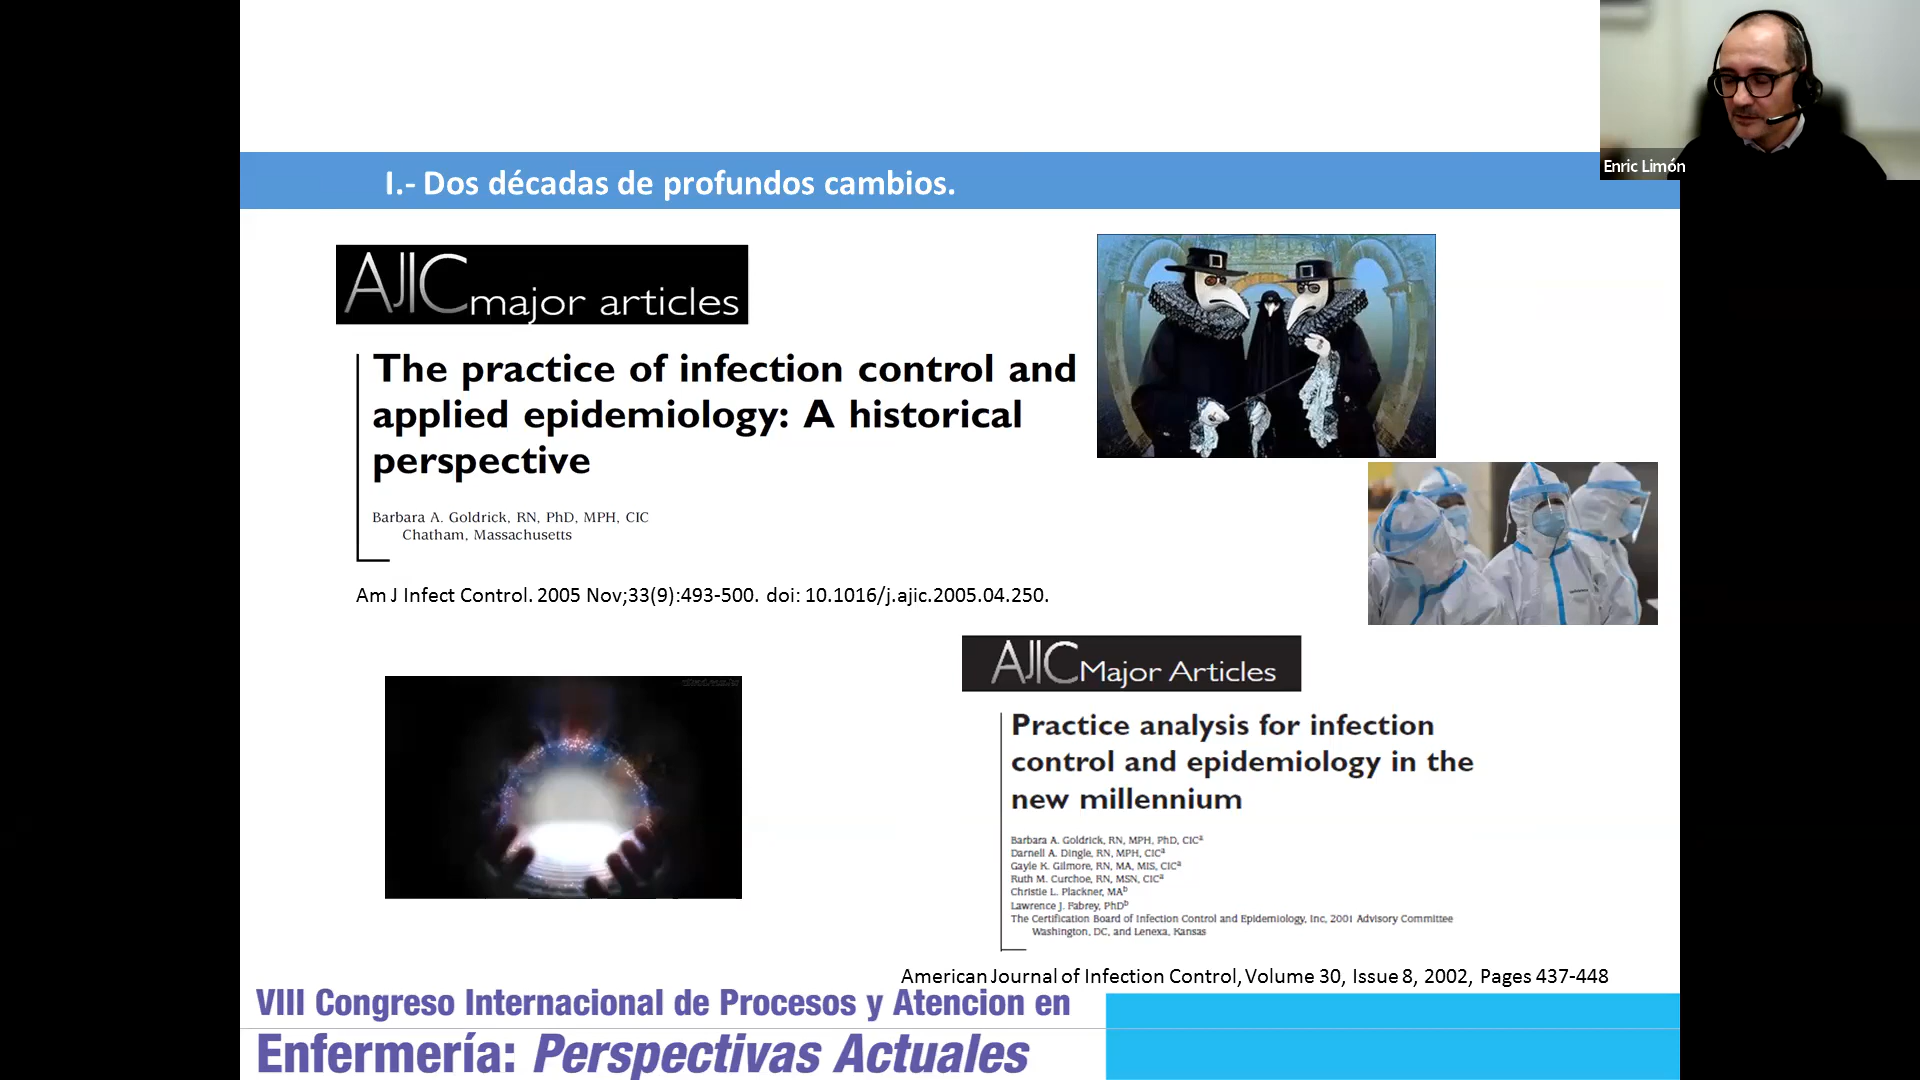 Enric Limón
I.- Dos décadas de profundos cambios.
AJIC major articles
The practice of infection control and
applied epidemiology: A historical
perspective
Barbara A. Goldrick, RN, PhD, MPH, CIC
Chatham, Massachusetts
Am J Infect Control. 2005 Nov;33(9):493-500. doi: 10.1016/j.ajic.2005.04.250.
AJIC Major Articles
Practice analysis for infection
control and epidemiology in the
new millennium
Barbara A. Goldrick, RN, MPH, PhD, CICa
Darnell A. Dingle, RN, MPH, CICa
Gayle K. Gilmore, RN, MA, MIS, CICa
Ruth M. Curchoe, RN, MSN, CICa
Christie L. Plackner, MAb
Lawrence J. Fabrey, PhDb
The Certification Board of Infection Control and Epidemiology, Inc, 2001 Advisory Committee
Washington, DC, and Lenexa, Kansas
American Journal of Infection Control, Volume 30, Issue 8, 2002, Pages 437-448
VIII Congreso Internacional de Procesos y Atencion en
Enfermería: Perspectivas Actuales